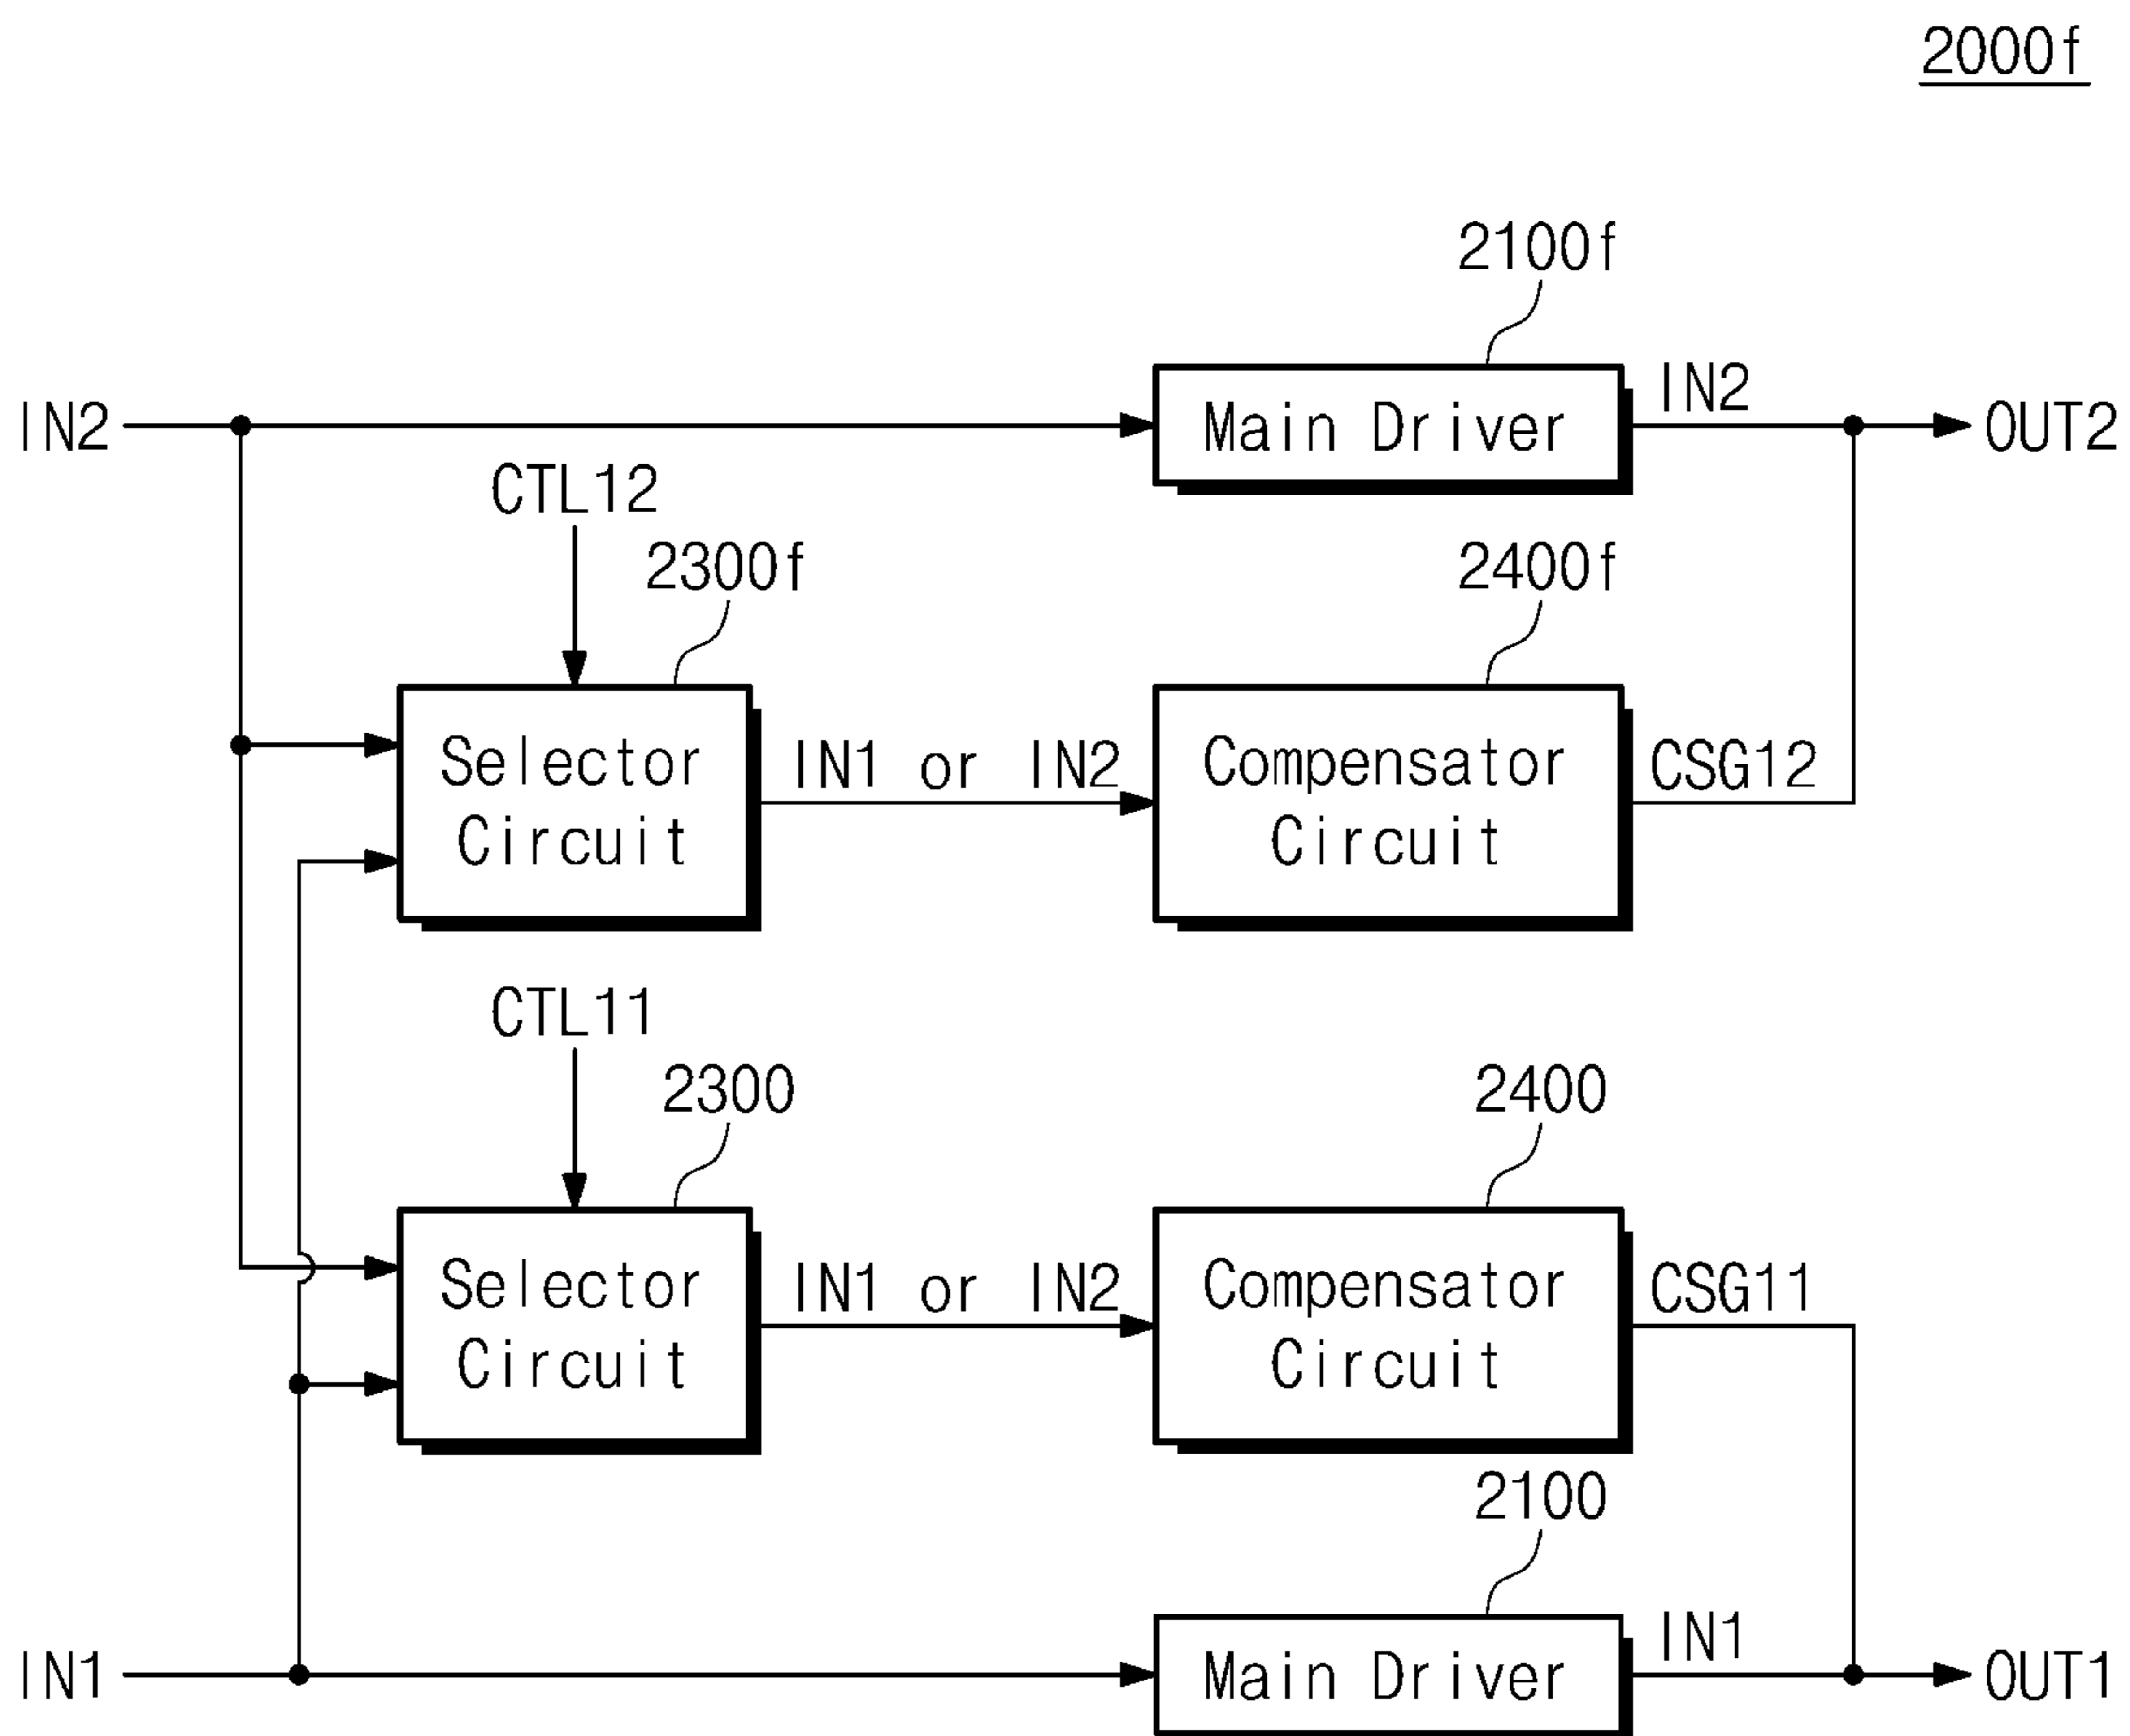 2000f
2100f
IN2
IN2
Main Driver
OUT2
CTL12
2300f
2400f
Selector
Circuit
IN1 or IN2
Compensator
Circuit
CSG12
CTL11
2300
2400
Selector
Circuit
IN1 or IN2
Compensator
Circuit
CSG11
2100
IN1
IN1
Main Driver
OUT1